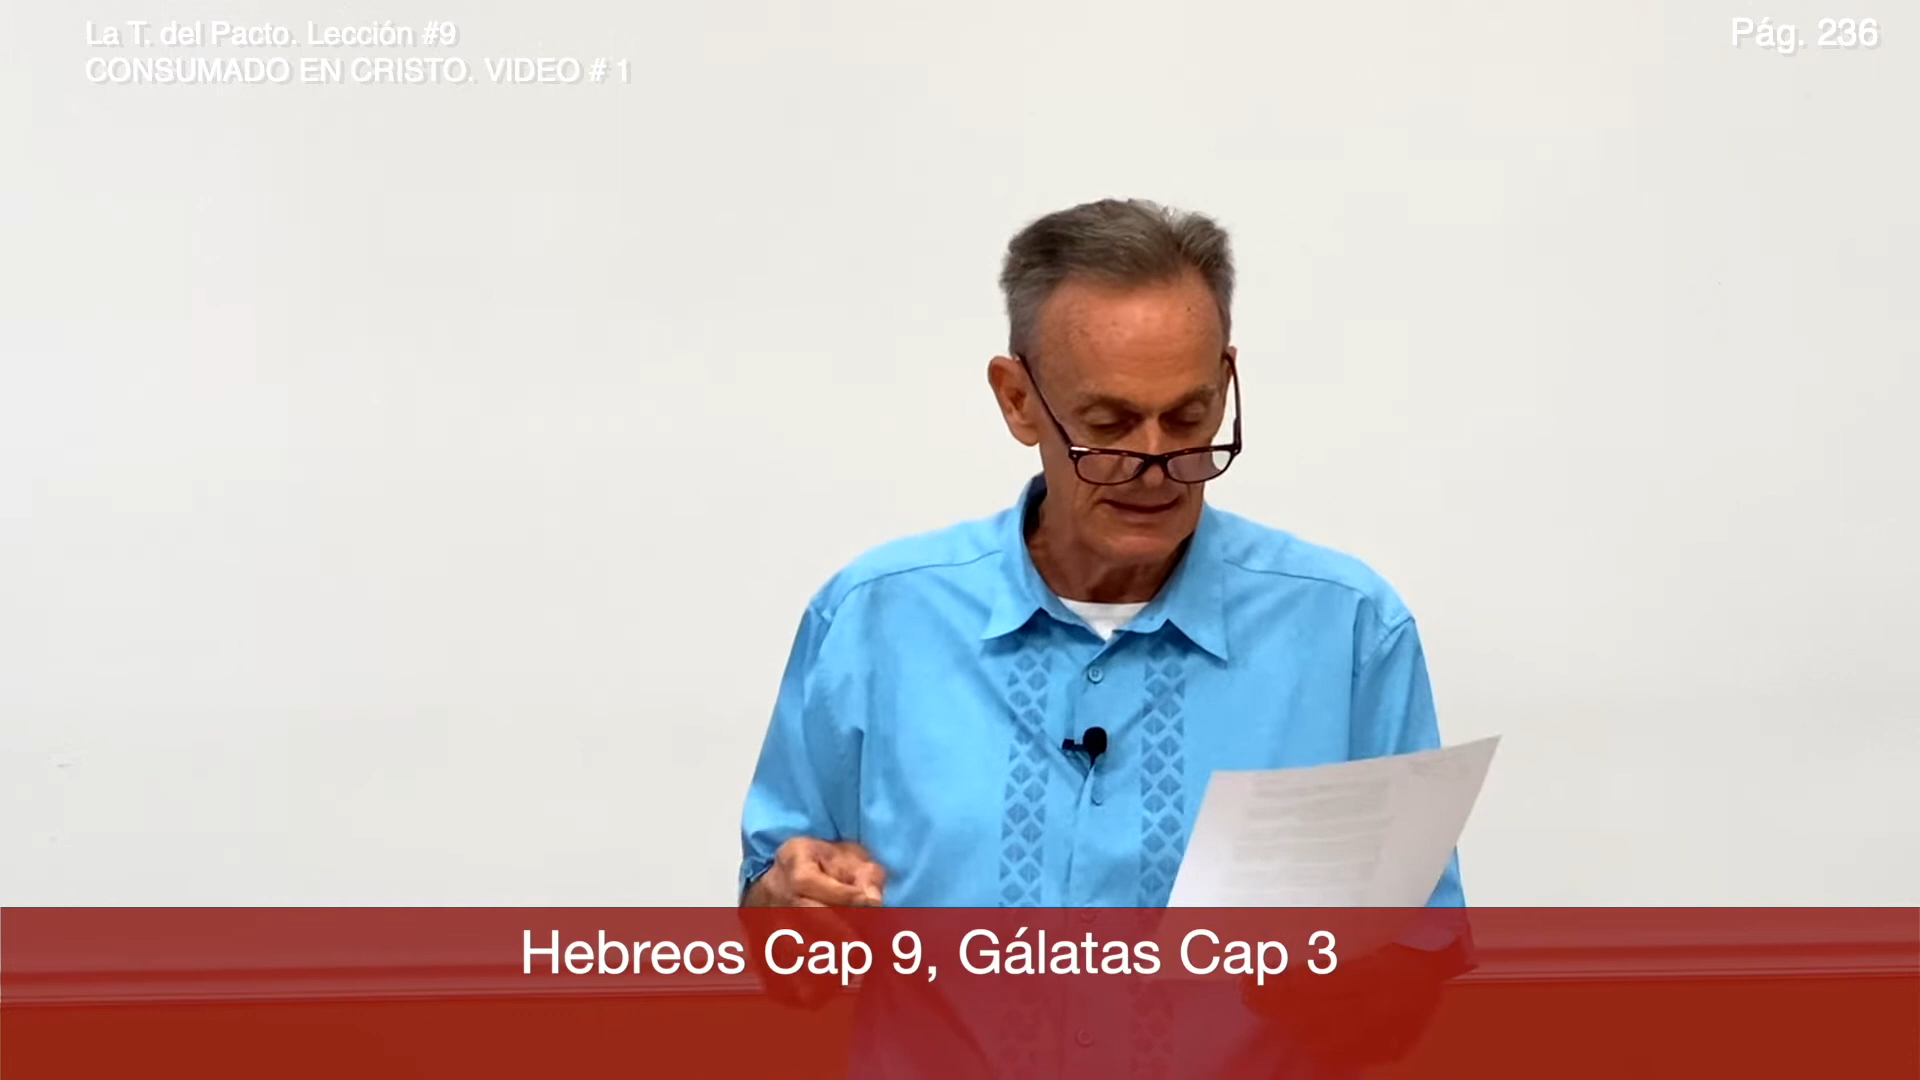 La T. del Pacto. Lección #9
CONSUMADO EN CRISTO. VIDEO # 1
Pág. 236
Hebreos Cap 9, Gálatas Cap 3